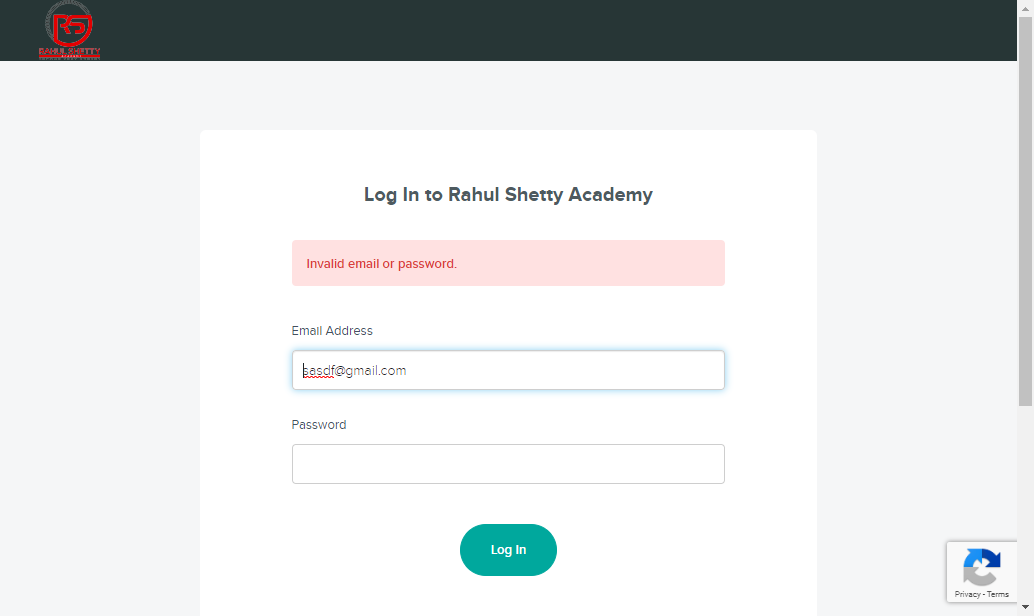 RS
RAHUL SHETTY
Log In to Rahul Shetty Academy
Invalid email or password.
Email Address
sasdf@gmail.com
Password
Log In
Privacy - Terms